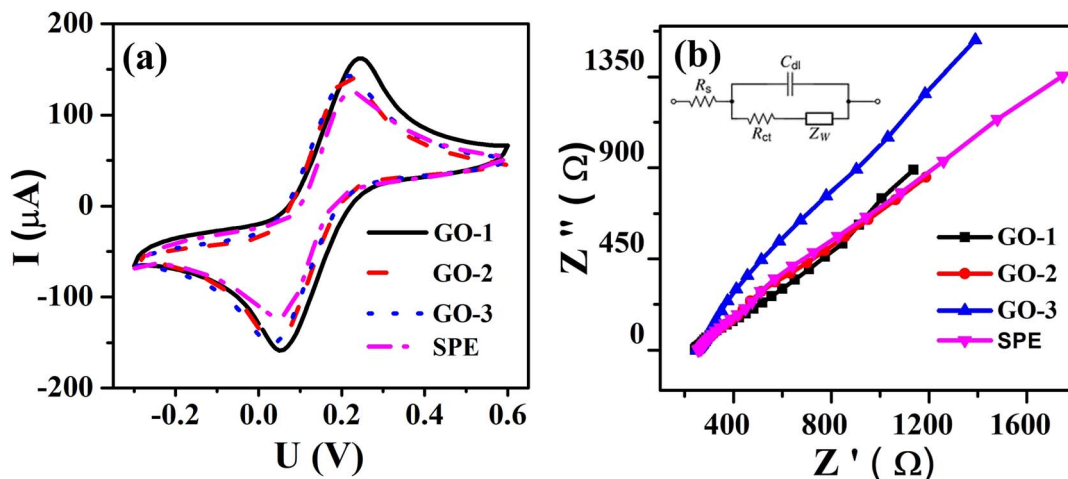 (a)
200
100
0
-100
-200
I (μA)
-0.2
0.0
0.2
0.4
0.6
U (V)
GO-1
GO-2
GO-3
SPE
(b)
1350
900
450
0
Z'' ( Ω)
400
800
1200
1600
Z ' ( Ω)
Rs
Cdl
Rct
ZW
GO-1
GO-2
GO-3
SPE